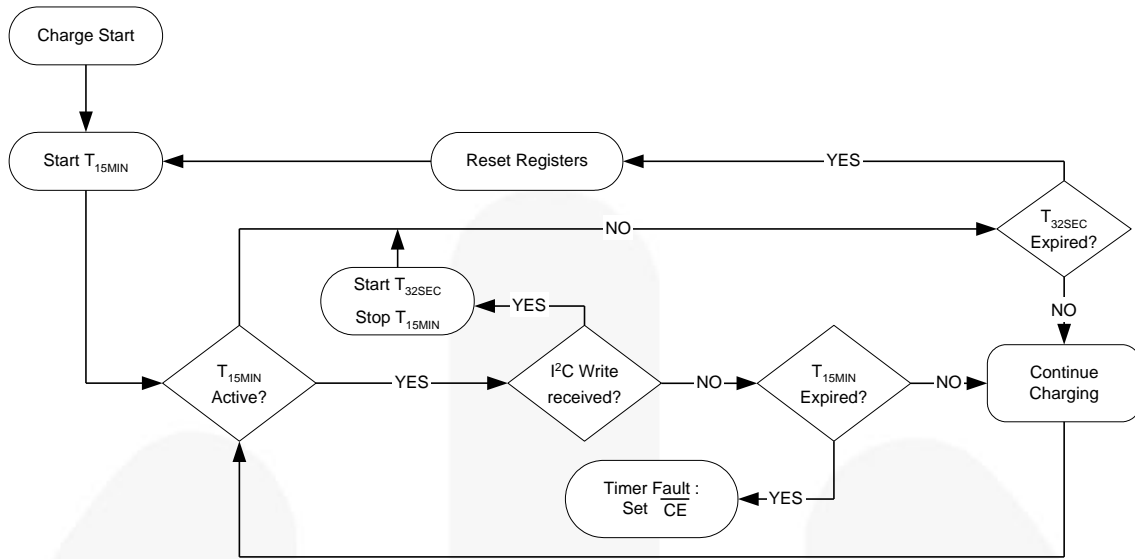 Charge Start
Start T15MIN
Reset Registers
YES
T32SEC
Expired?
NO
Start T32SEC
Stop T15MIN
YES
NO
T15MIN
Active?
YES
I²C Write
received?
NO
T15MIN
Expired?
NO
Continue
Charging
Timer Fault :
Set CE
YES